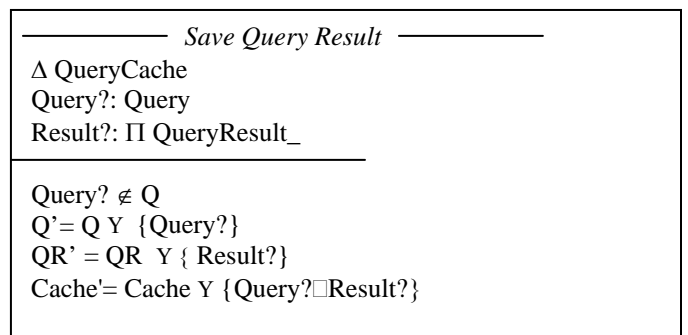 Save Query Result
Δ QueryCache
Query?: Query
Result?: Π QueryResult_
Query? ∉ Q
Q’= Q Υ {Query?}
QR’ = QR Υ { Result?}
Cache'= Cache Υ {Query?□Result?}